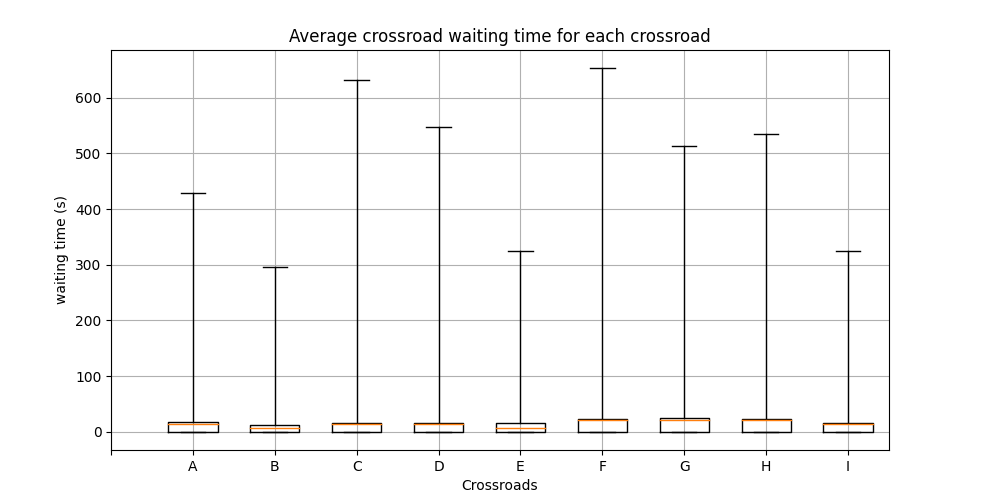 Average crossroad waiting time for each crossroad
600
500
400
300
200
100
0
waiting time (s)
A B C D E F G H I
Crossroads